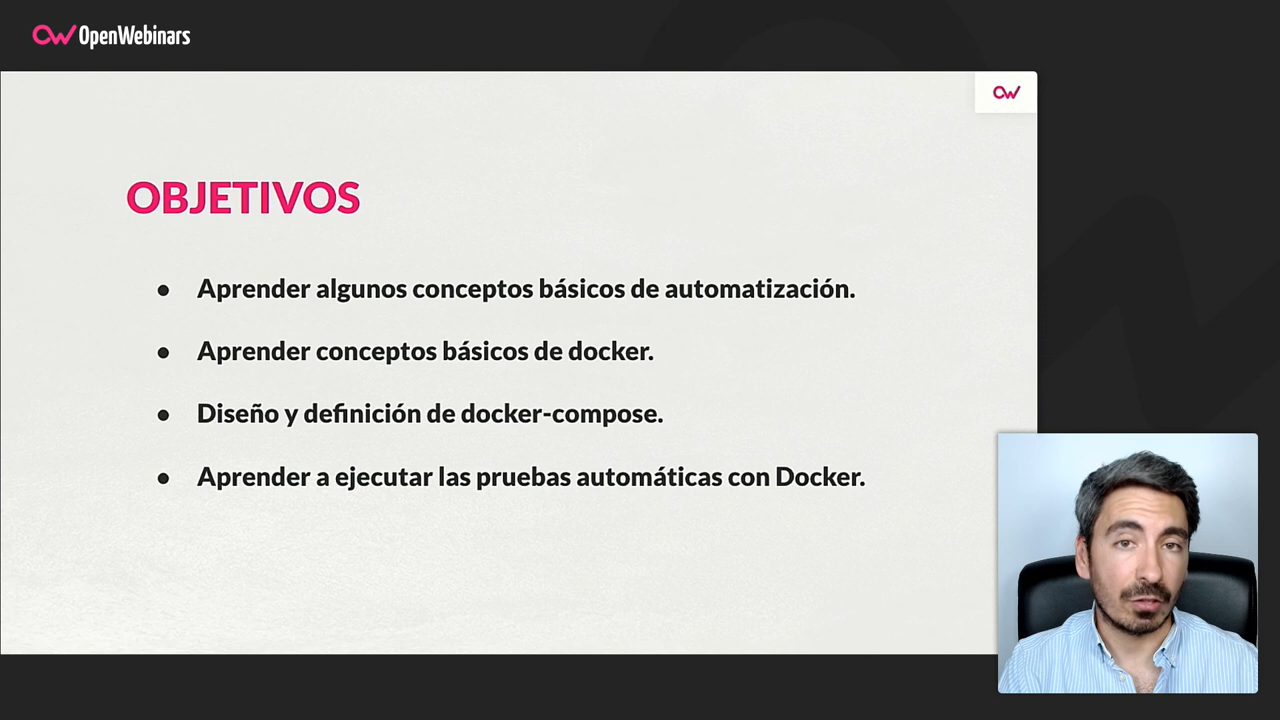 OpenWebinars
OBJETIVOS
● Aprender algunos conceptos básicos de automatización.
● Aprender conceptos básicos de docker.
● Diseño y definición de docker-compose.
● Aprender a ejecutar las pruebas automáticas con Docker.